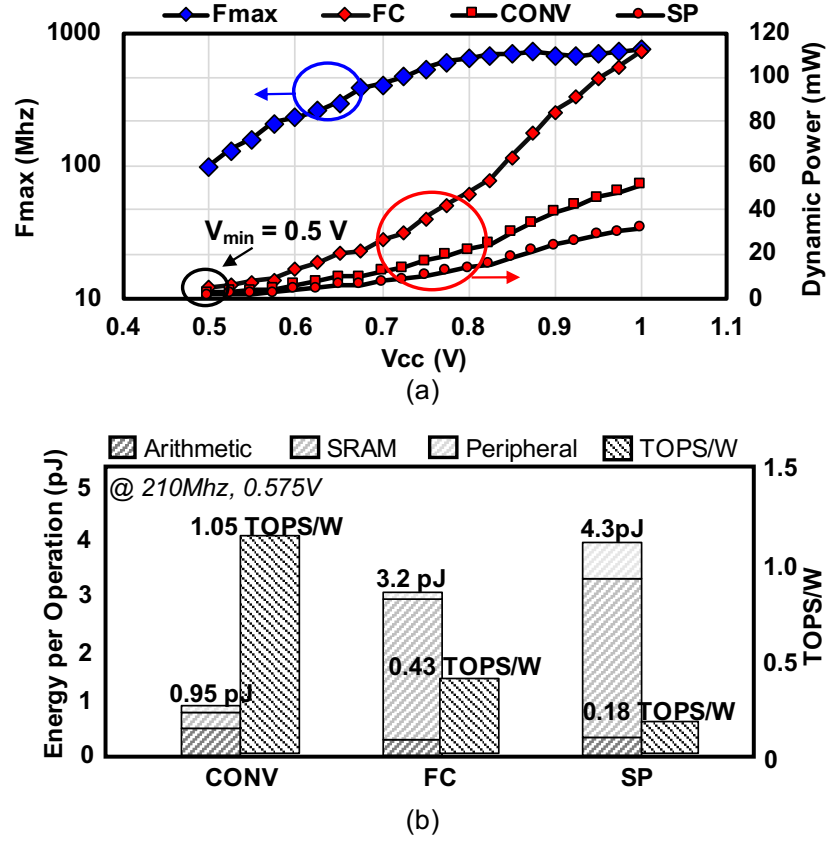 Fmax FC CONV SP
1000 120
100
100 80
60
40
20
10 0
Fmax (Mhz)
Dynamic Power (mW)
Vmin = 0.5 V
0.4 0.5 0.6 0.7 0.8 0.9 1 1.1
Vcc (V)
(a)
Arithmetic SRAM Peripheral TOPS/W
5 1.5
4
3 1.0
2 0.5
1
0 0
Energy per Operation (pJ)
TOPS/W
@ 210Mhz, 0.575V
1.05 TOPS/W
4.3pJ
3.2 pJ
0.43 TOPS/W
0.95 pJ
0.18 TOPS/W
CONV FC SP
(b)